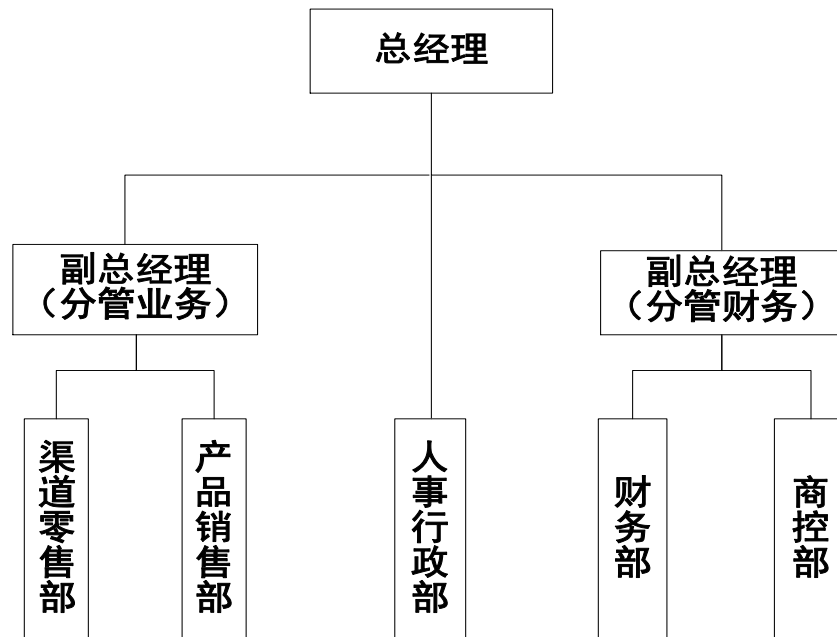 总经理
副总经理
（分管业务）
副总经理
（分管财务）
渠道零售部
产品销售部
人事行政部
财务部
商控部